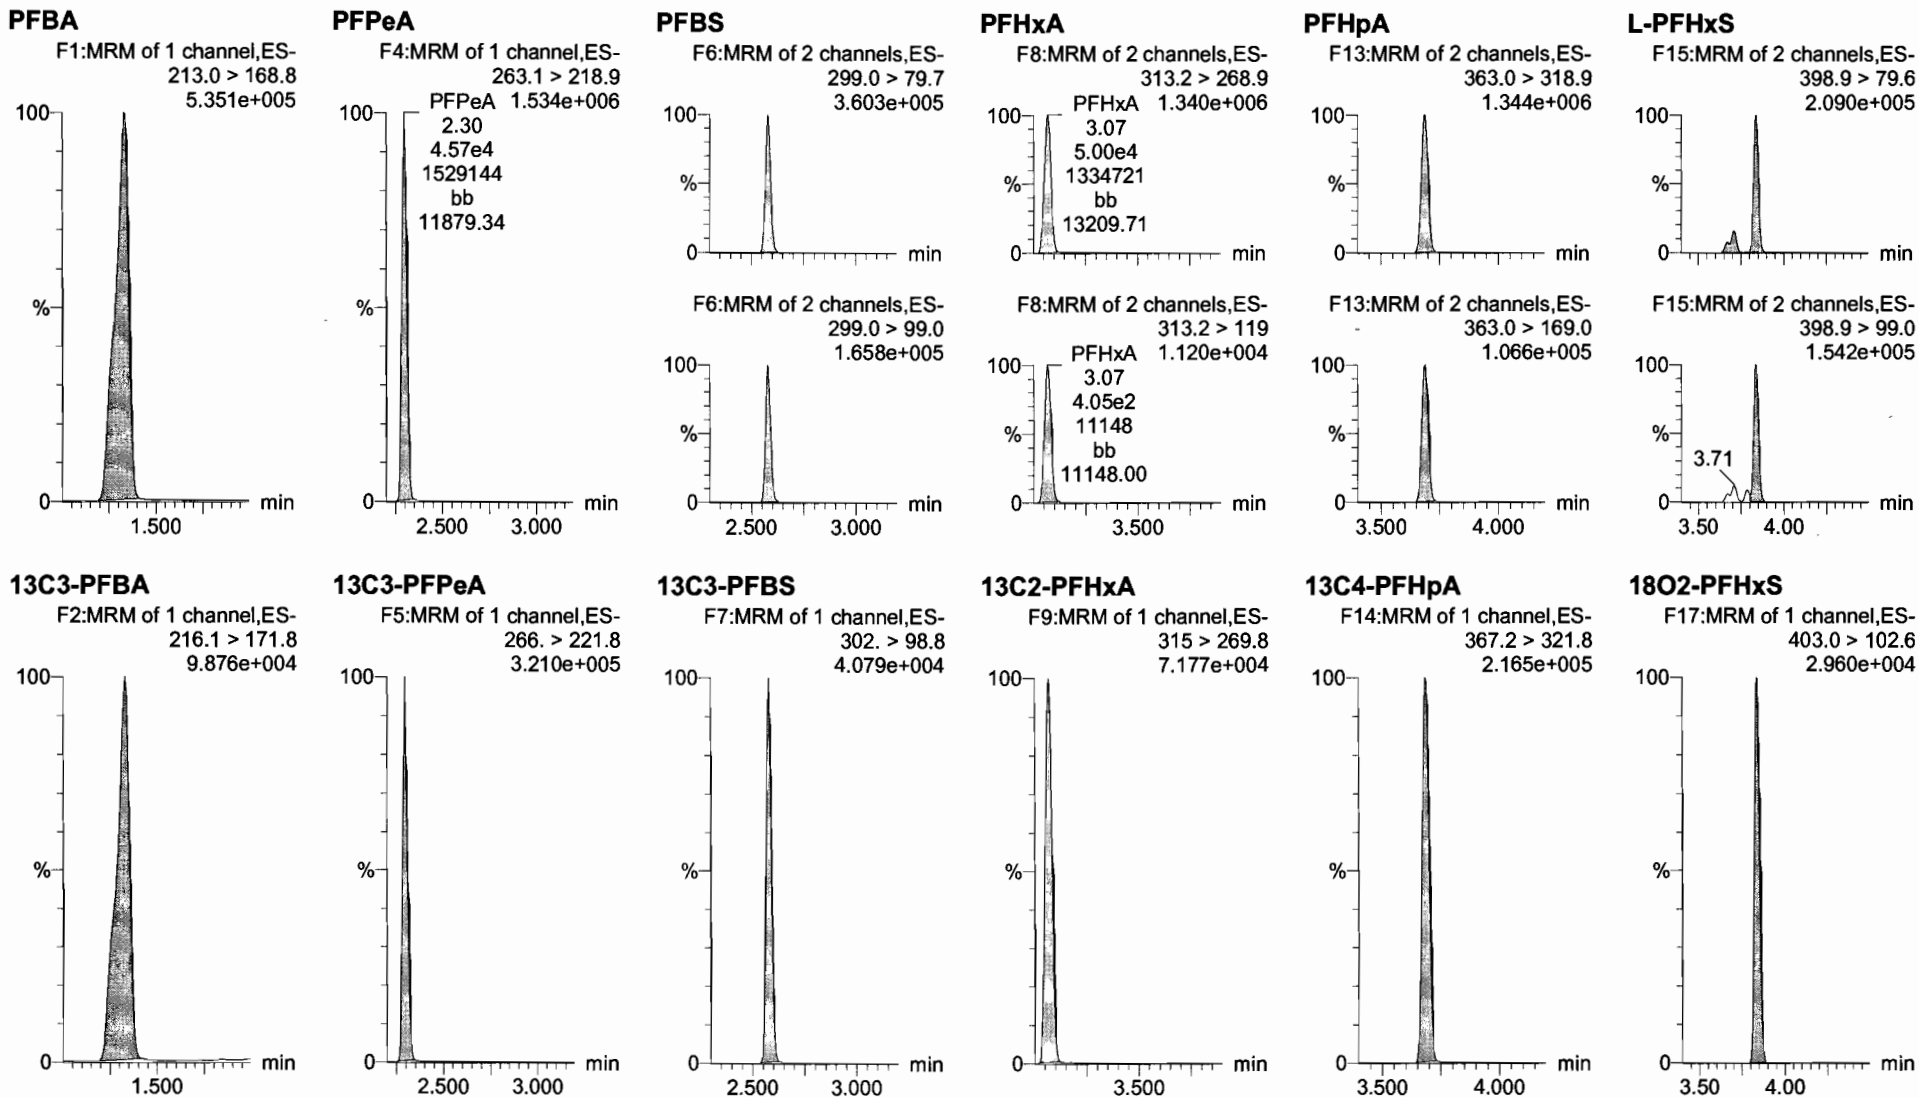 PFBA
F1:MRM of 1 channel,ES-
213.0 > 168.8
5.351e+005
100
%
0
min
1.500
PFPeA
F4:MRM of 1 channel,ES-
263.1 > 218.9
1.534e+006
PFPeA
2.30
4.57e4
1529144
bb
11879.34
100
%
0
min
2.500 3.000
PFBS
F6:MRM of 2 channels,ES-
299.0 > 79.7
3.603e+005
100
%
0
min
F6:MRM of 2 channels,ES-
299.0 > 99.0
1.658e+005
100
%
0
min
2.500 3.000
PFHxA
F8:MRM of 2 channels,ES-
313.2 > 268.9
1.340e+006
PFHxA
3.07
5.00e4
1334721
bb
13209.71
100
%
0
min
F8:MRM of 2 channels,ES-
313.2 > 119
1.120e+004
PFHxA
3.07
4.05e2
11148
bb
11148.00
100
%
0
min
3.500
PFHpA
F13:MRM of 2 channels,ES-
363.0 > 318.9
1.344e+006
100
%
0
min
F13:MRM of 2 channels,ES-
363.0 > 169.0
1.066e+005
100
%
0
min
3.500 4.000
L-PFHxS
F15:MRM of 2 channels,ES-
398.9 > 79.6
2.090e+005
100
%
0
min
F15:MRM of 2 channels,ES-
398.9 > 99.0
1.542e+005
100
%
3.71
0
min
3.50 4.00
13C3-PFBA
F2:MRM of 1 channel,ES-
216.1 > 171.8
9.876e+004
100
%
0
min
1.500
13C3-PFPeA
F5:MRM of 1 channel,ES-
266. > 221.8
3.210e+005
100
%
0
min
2.500 3.000
13C3-PFBS
F7:MRM of 1 channel,ES-
302. > 98.8
4.079e+004
100
%
0
min
2.500 3.000
13C2-PFHxA
F9:MRM of 1 channel,ES-
315 > 269.8
7.177e+004
100
%
0
min
3.500
13C4-PFHpA
F14:MRM of 1 channel,ES-
367.2 > 321.8
2.165e+005
100
%
0
min
3.500 4.000
18O2-PFHxS
F17:MRM of 1 channel,ES-
403.0 > 102.6
2.960e+004
100
%
0
min
3.50 4.00